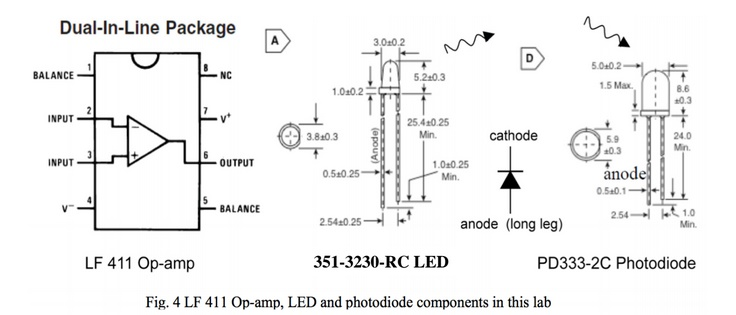 Dual-In-Line Package
BALANCE 1
8 NC
INPUT 2
7 V+
INPUT 3
6 OUTPUT
V− 4
5 BALANCE
−
+
LF 411 Op-amp
A
3.0±0.2
5.2±0.3
1.0±0.2
3.8±0.3
25.4±0.25
Min.
(Anode)
0.5±0.25
1.0±0.25
Min.
2.54±0.25
351-3230-RC LED
cathode
anode (long leg)
D
5.0±0.2
1.5 Max.
8.6
±0.3
5.9
±0.3
24.0
Min.
anode
0.5±0.1
2.54
1.0
Min.
PD333-2C Photodiode
Fig. 4 LF 411 Op-amp, LED and photodiode components in this lab